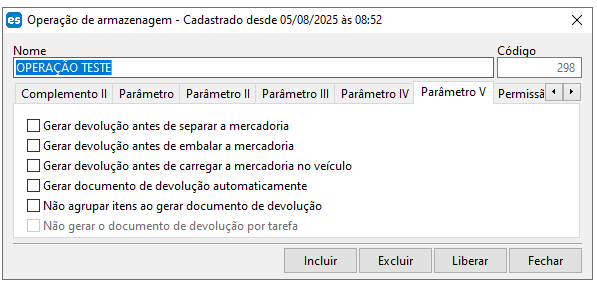 es Operação de armazenagem - Cadastrado desde 05/08/2025 às 08:52
Nome Código
OPERAÇÃO TESTE 298
Complemento II Parâmetro Parâmetro II Parâmetro III Parâmetro IV Parâmetro V Permissã
Gerar devolução antes de separar a mercadoria
Gerar devolução antes de embalar a mercadoria
Gerar devolução antes de carregar a mercadoria no veículo
Gerar documento de devolução automaticamente
Não agrupar itens ao gerar documento de devolução
Não gerar o documento de devolução por tarefa
Incluir Excluir Liberar Fechar